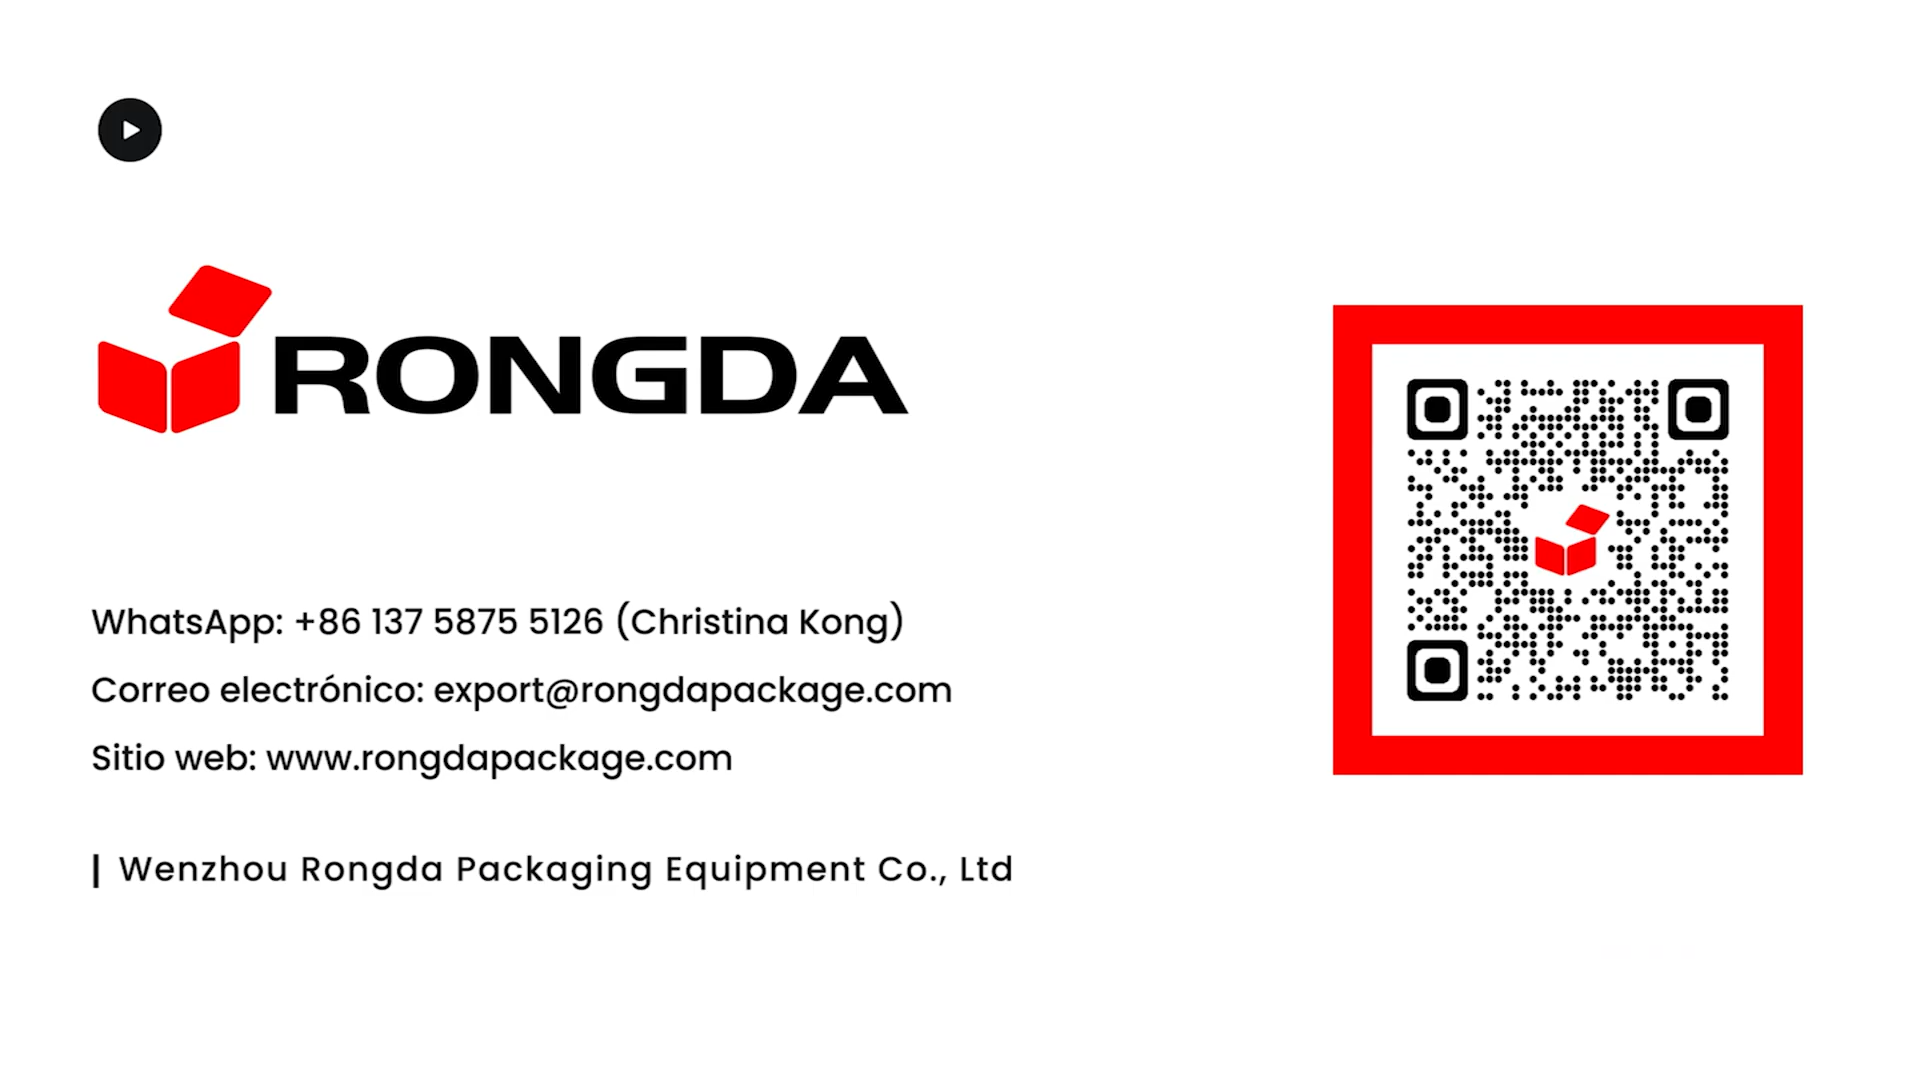 RONGDA
WhatsApp: +86 137 5875 5126 (Christina Kong)
Correo electrónico: export@rongdapackage.com
Sitio web: www.rongdapackage.com
| Wenzhou Rongda Packaging Equipment Co., Ltd